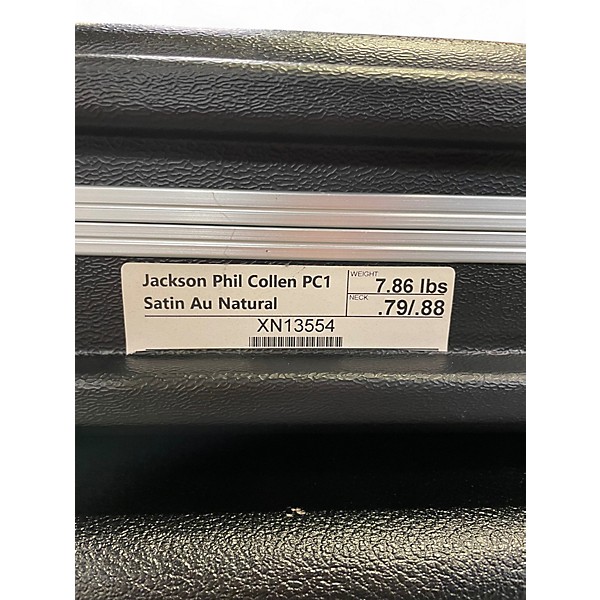 Jackson Phil Collen PC1
Satin Au Natural
WEIGHT
7.86 lbs
NECK
.79/.88
XN13554